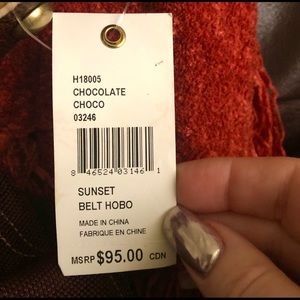 H18005
CHOCOLATE
CHOCO
03246
8 46524 03146 1
SUNSET
BELT HOBO
MADE IN CHINA
FABRIQUE EN CHINE
MSRP $95.00 CDN